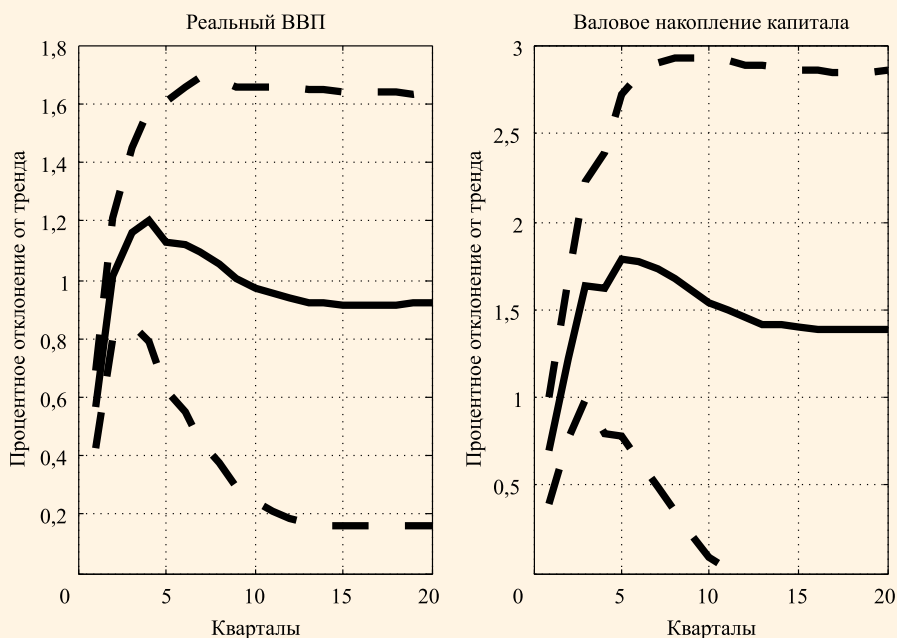 Реальный ВВП
Процентное отклонение от тренда
1,8
1,6
1,4
1,2
1
0,8
0,6
0,4
0,2
0 5 10 15 20
Кварталы
Валовое накопление капитала
Процентное отклонение от тренда
3
2,5
2
1,5
1
0,5
0 5 10 15 20
Кварталы